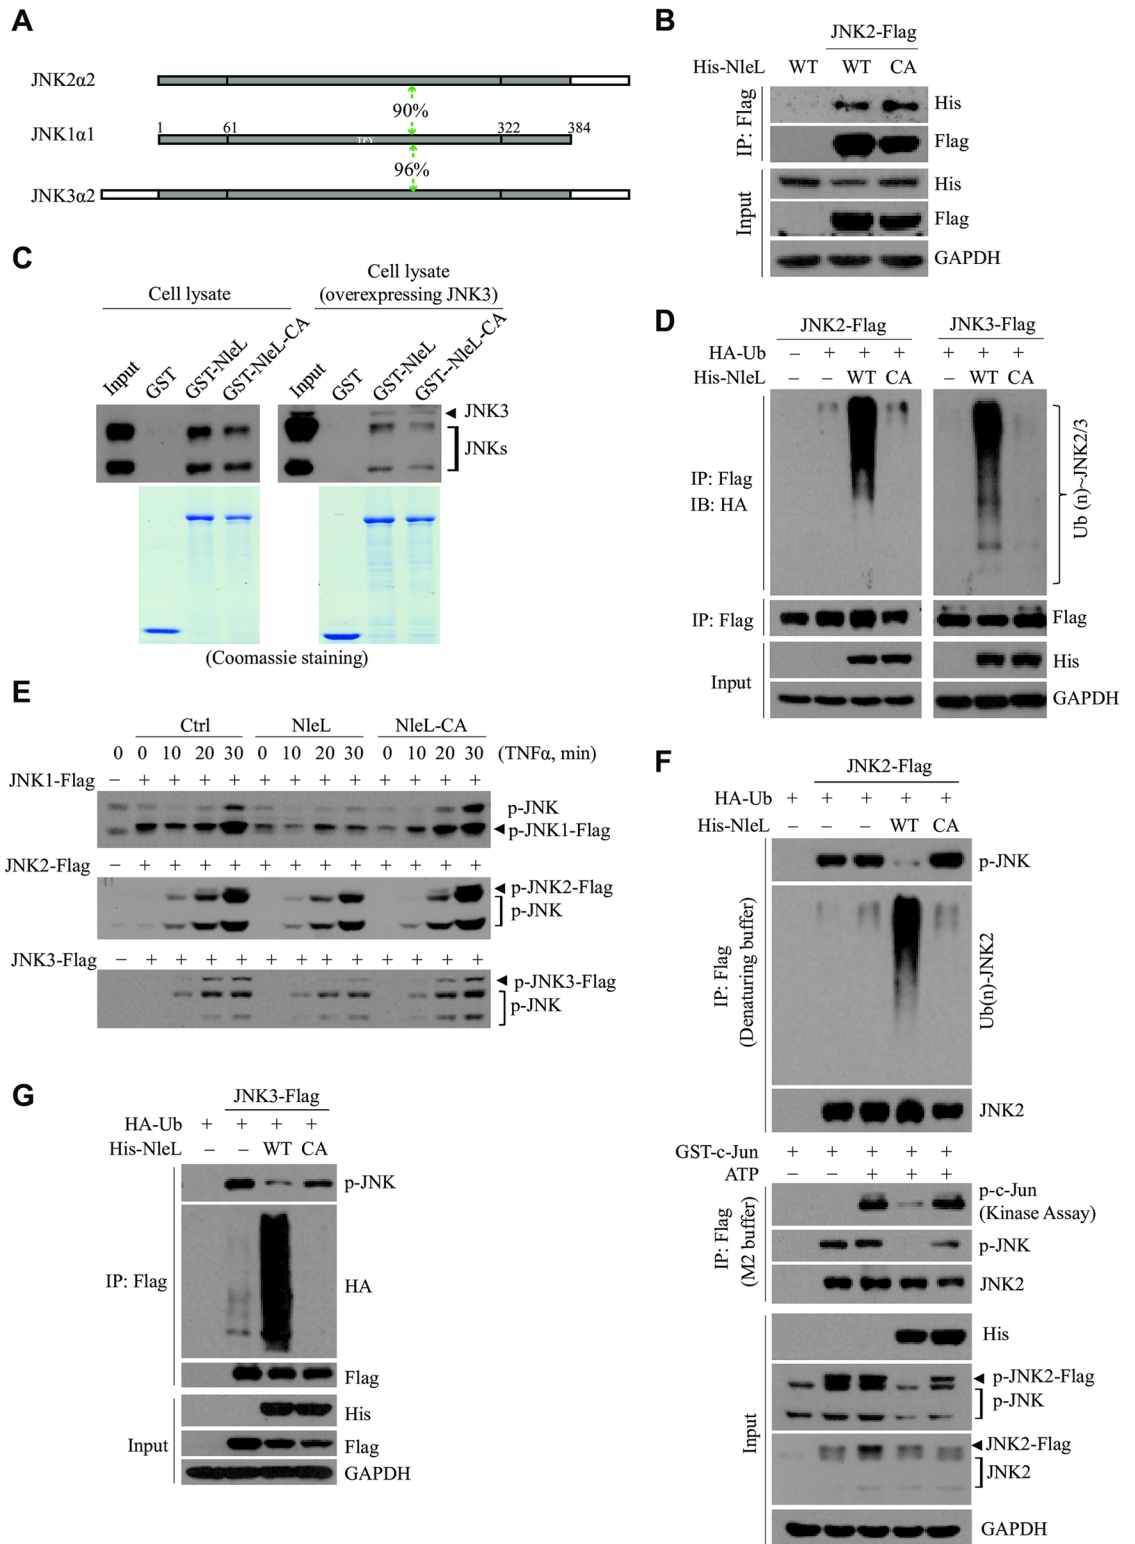 A
JNK2α2
90%
1 61 322 384
JNK1α1
TPY
96%
JNK3α2
B
JNK2-Flag
His-NleL WT WT CA
IP: Flag
His
Flag
Input
His
Flag
GAPDH
C
Cell lysate
Cell lysate
(overexpressing JNK3)
Input GST GST-NleL GST-NleL-CA
Input GST GST-NleL GST--NleL-CA
JNK3
JNKs
(Coomassie staining)
D
JNK2-Flag JNK3-Flag
HA-Ub – + + + + + +
His-NleL – – WT CA – WT CA
IP: Flag
IB: HA
Ub (n)~JNK2/3
IP: Flag Flag
Input
His
GAPDH
E
Ctrl NleL NleL-CA
0 0 10 20 30 0 10 20 30 0 10 20 30 (TNFα, min)
JNK1-Flag – + + + + + + + + + + + +
p-JNK
p-JNK1-Flag
JNK2-Flag – + + + + + + + + + + + +
p-JNK2-Flag
p-JNK
JNK3-Flag – + + + + + + + + + + + +
p-JNK3-Flag
p-JNK
F
JNK2-Flag
HA-Ub + + + + +
His-NleL – – – WT CA
IP: Flag
(Denaturing buffer)
p-JNK
Ub(n)-JNK2
JNK2
GST-c-Jun + + + + +
ATP – – + + +
IP: Flag
(M2 buffer)
p-c-Jun
(Kinase Assay)
p-JNK
JNK2
Input
His
p-JNK2-Flag
p-JNK
JNK2-Flag
JNK2
GAPDH
G
JNK3-Flag
HA-Ub + + + +
His-NleL – – WT CA
IP: Flag
p-JNK
HA
Flag
Input
His
Flag
GAPDH